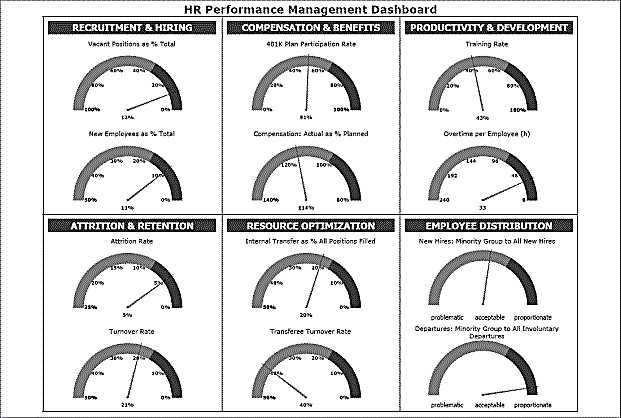 HR Performance Management Dashboard
RECRUITMENT & HIRING
Vacant Positions as % Total
80% 60% 40% 20%
100% 0%
13%
New Employees as % Total
40% 30% 20% 10%
50% 0%
11%
COMPENSATION & BENEFITS
401K Plan Participation Rate
20% 40% 60% 80%
0% 100%
51%
Compensation: Actual as % Planned
120% 100%
140% 80%
114%
PRODUCTIVITY & DEVELOPMENT
Training Rate
20% 40% 60% 80%
0% 100%
43%
Overtime per Employee (h)
192 144 96 48
240 0
33
ATTRITION & RETENTION
Attrition Rate
20% 15% 10% 5%
25% 0%
5%
Turnover Rate
40% 30% 20% 10%
50% 0%
21%
RESOURCE OPTIMIZATION
Internal Transfer as % All Positions Filled
40% 30% 20% 10%
50% 0%
20%
Transferee Turnover Rate
40% 30% 20% 10%
50% 0%
40%
EMPLOYEE DISTRIBUTION
New Hires: Minority Group to All New Hires
problematic acceptable proportionate
Departures: Minority Group to All Involuntary
Departures
problematic acceptable proportionate